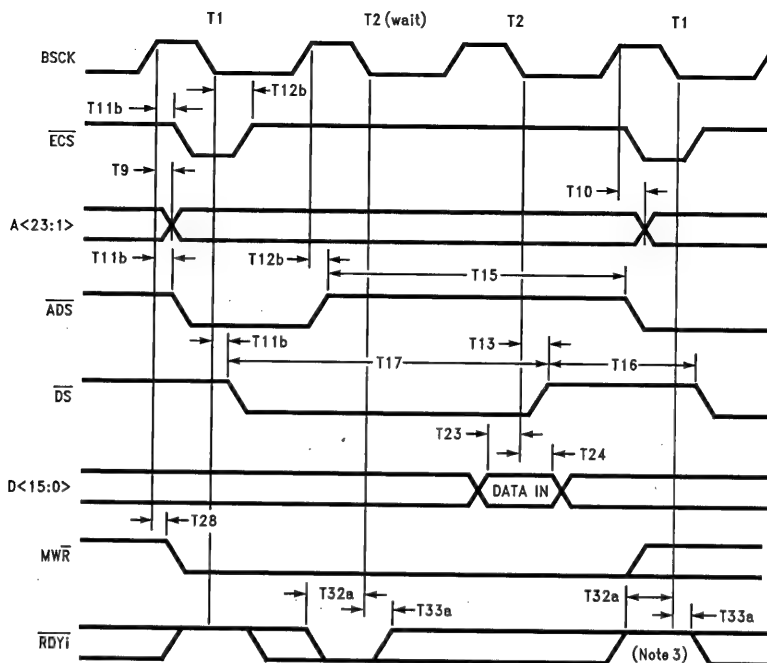 T1 T2 (wait) T2 T1
BSCK
T12b
T11b
ECS
T9
T10
A<23:1>
T11b T12b
T15
ADS
T11b T13
T17 T16
DS
T23
T24
D<15:0> DATA IN
T28
MWR
T32a T32a
T33a T33a
RDYi (Note 3)